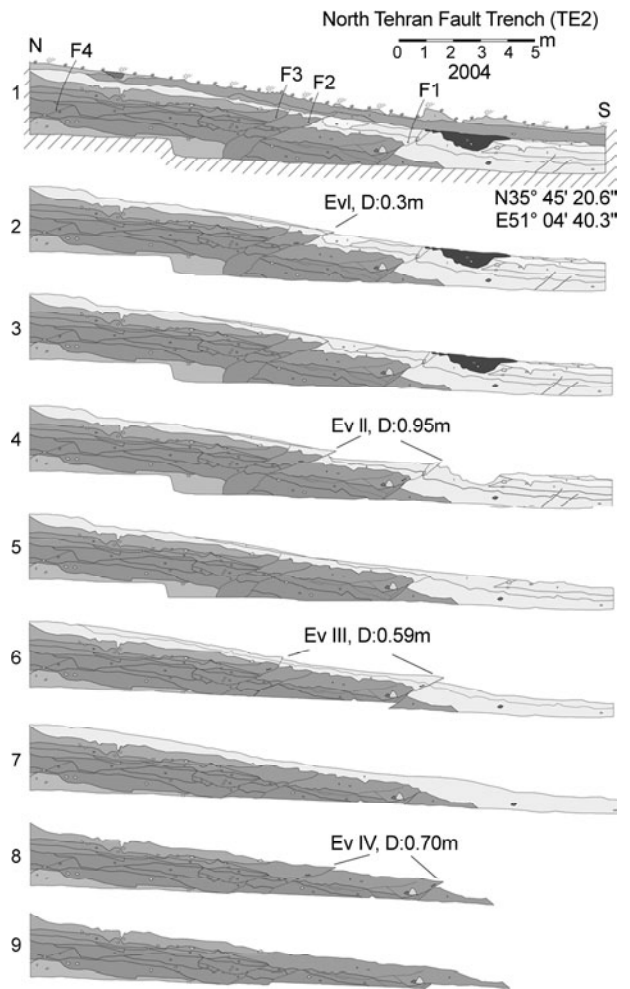 North Tehran Fault Trench (TE2)
0 1 2 3 4 5 m
2004
N
S
F4
F3
F2
F1
1
N35° 45' 20.6"
E51° 04' 40.3"
EvI, D:0.3m
2
3
Ev II, D:0.95m
4
5
Ev III, D:0.59m
6
7
Ev IV, D:0.70m
8
9